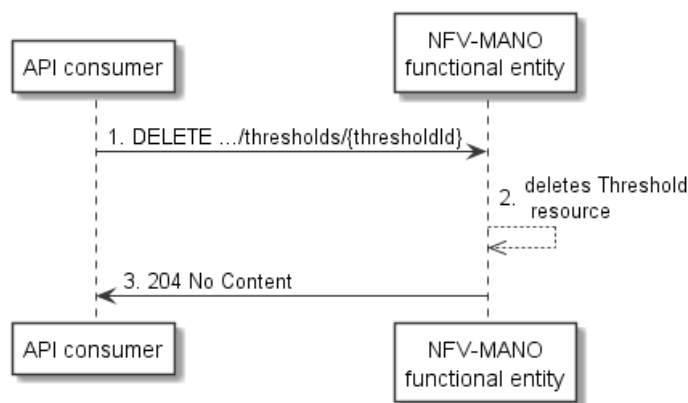 API consumer
NFV-MANO
functional entity
1. DELETE .../thresholds/{thresholdId}
2. deletes Threshold
resource
3. 204 No Content
API consumer
NFV-MANO
functional entity